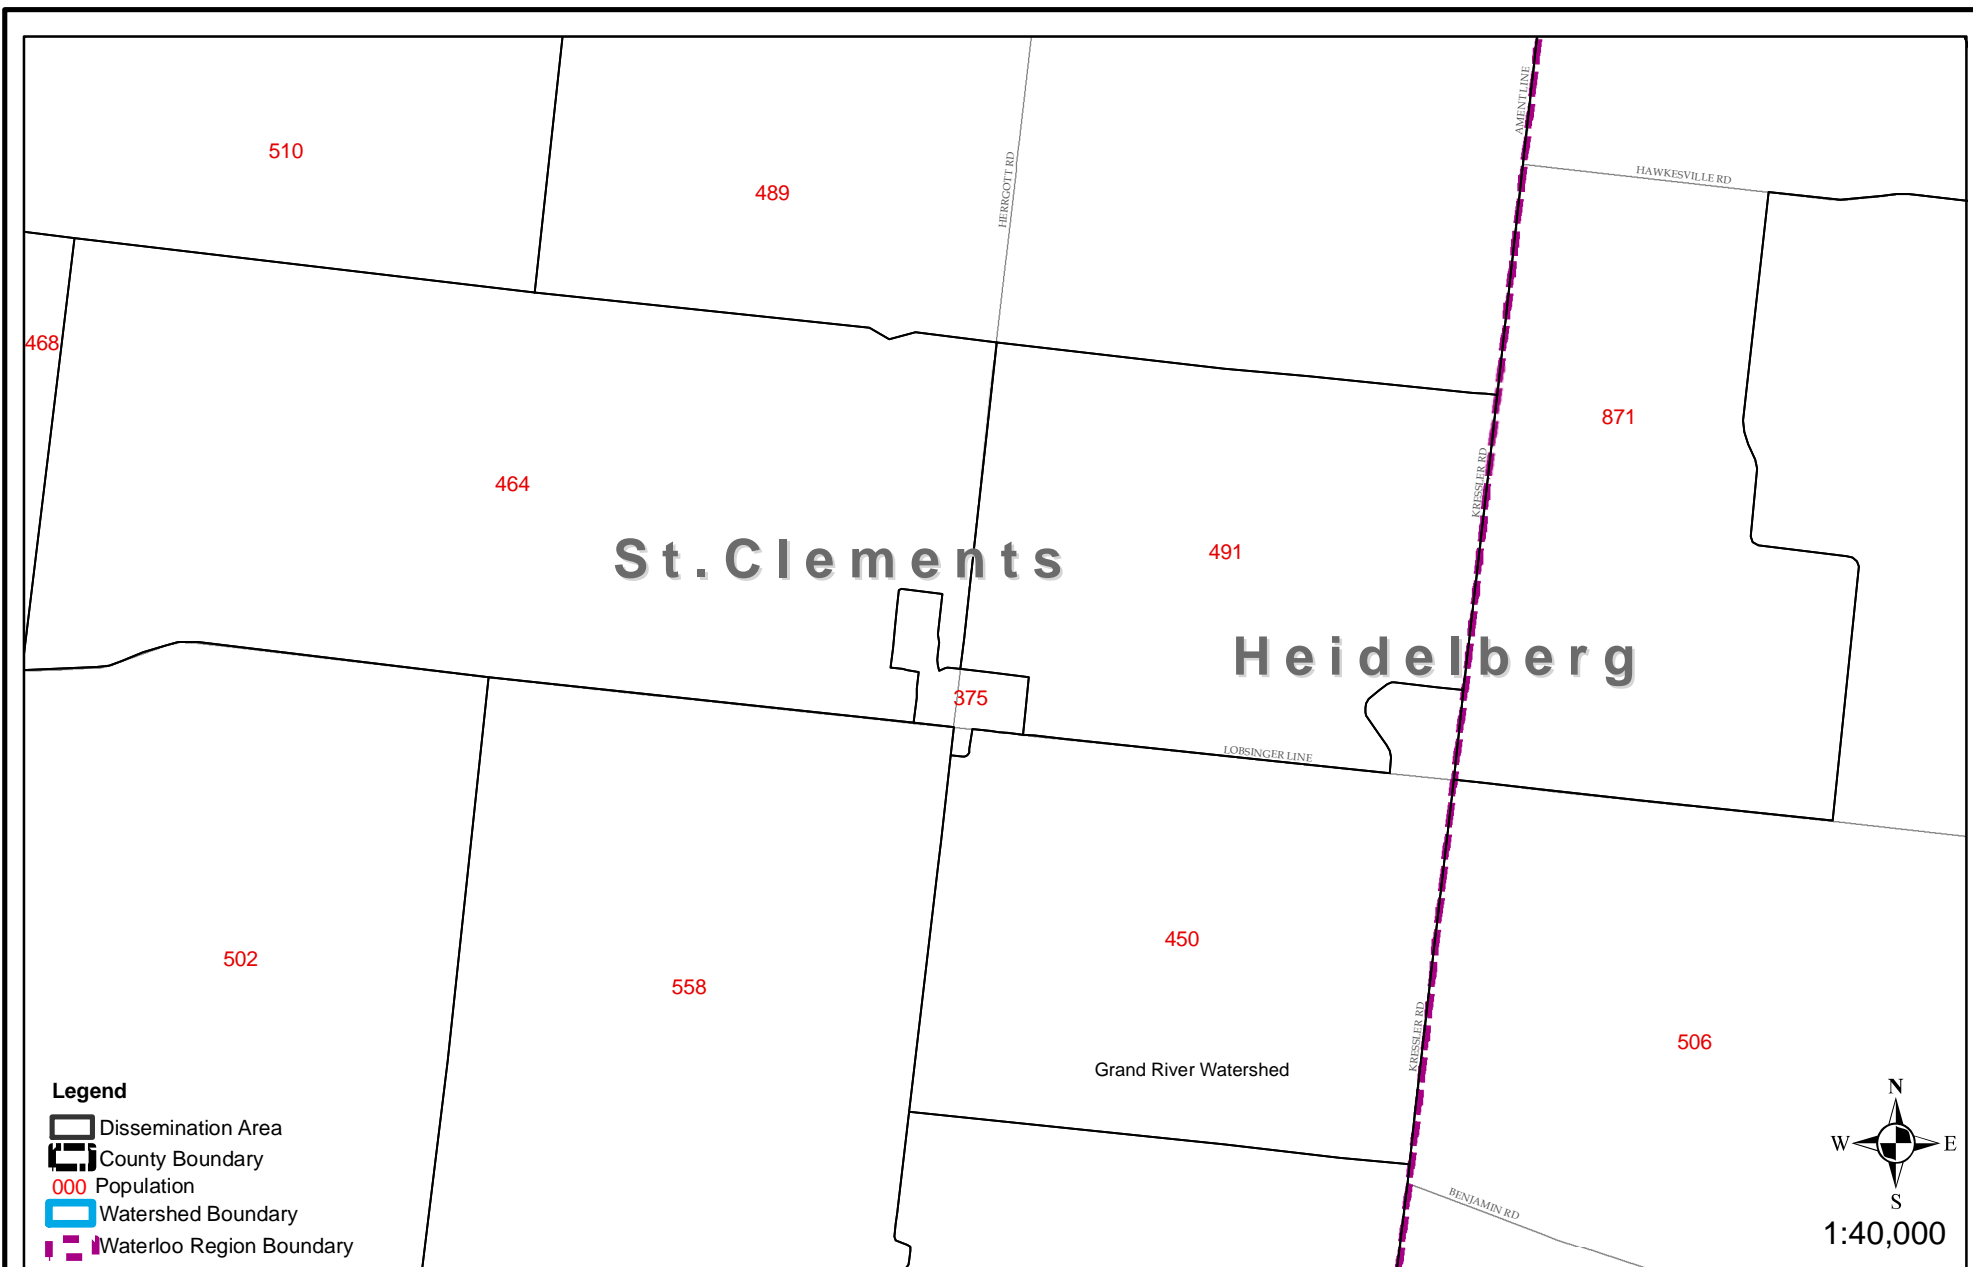 AMENT LINE
510
HERRGOTT RD
HAWKESVILLE RD
489
468
871
464
KRESSLER RD
St.Clements
491
Heidelberg
375
LOBSINGER LINE
450
502
558
KRESSLER RD
506
Grand River Watershed
Legend
Dissemination Area
County Boundary
000 Population
Watershed Boundary
Waterloo Region Boundary
BENJAMIN RD
N
W E
S
1:40,000